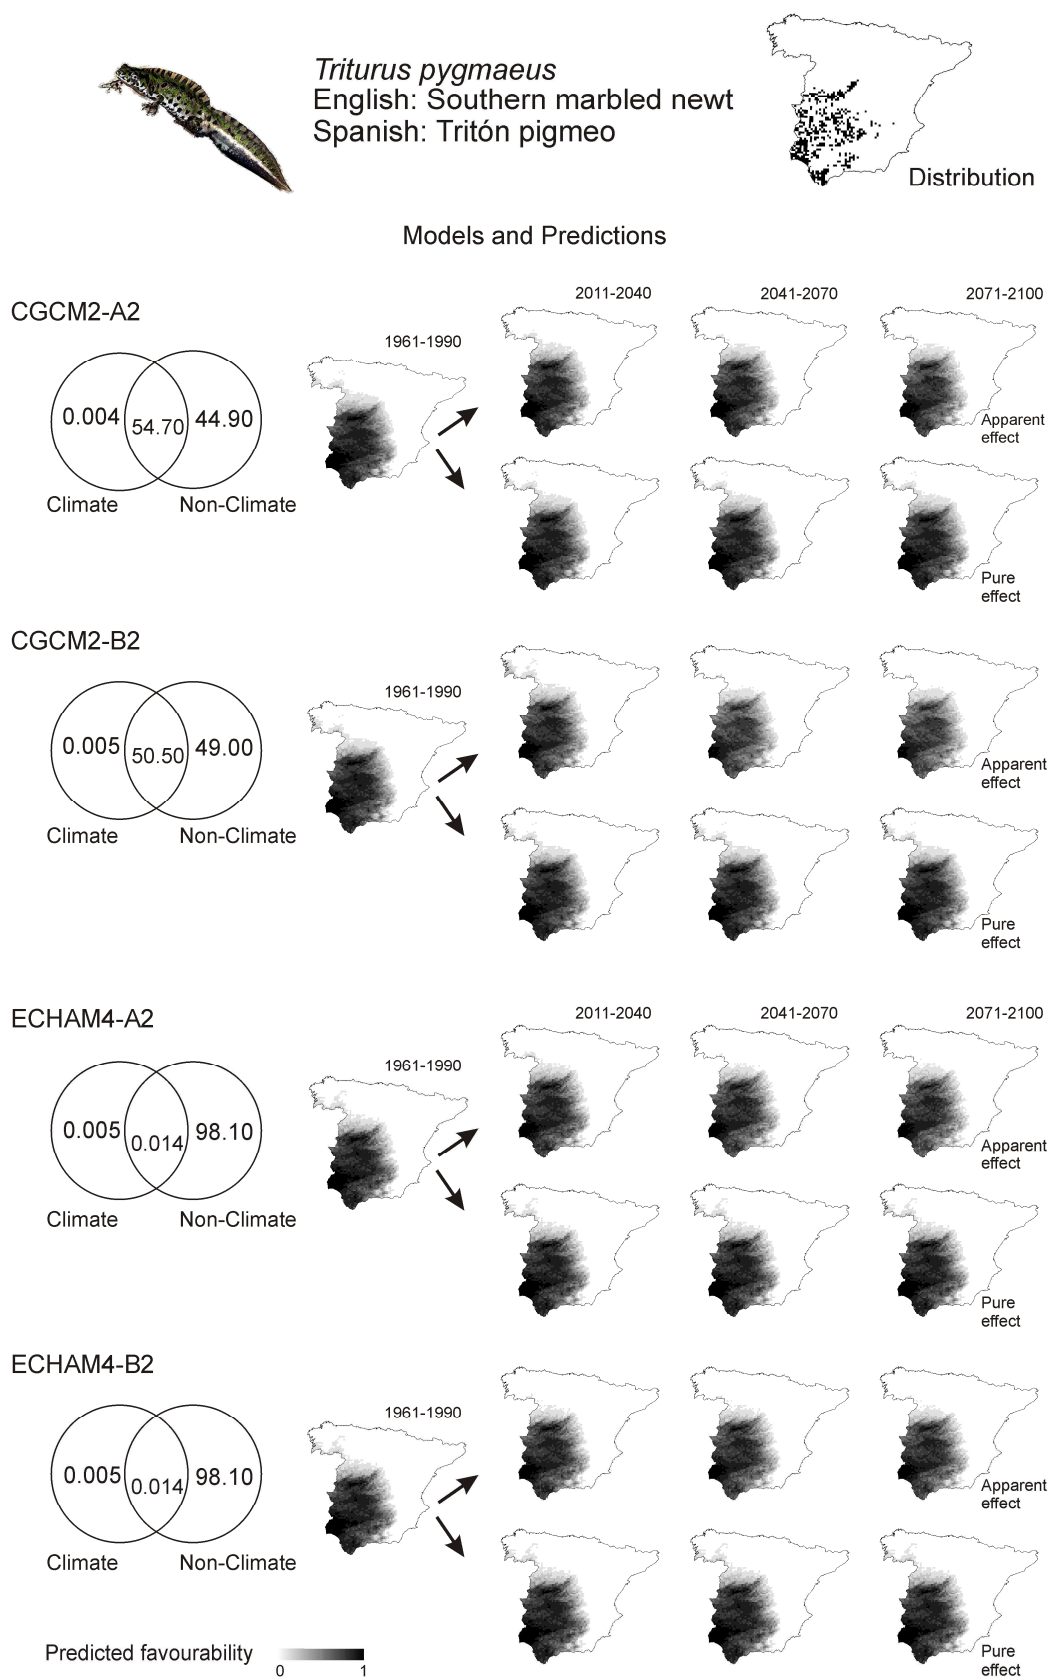 Triturus pygmaeus
English: Southern marbled newt
Spanish: Tritón pigmeo
Distribution
Models and Predictions
CGCM2-A2
1961-1990
2011-2040
2041-2070
2071-2100
0.004
54.70
44.90
Climate
Non-Climate
Apparent
effect
Pure
effect
CGCM2-B2
1961-1990
0.005
50.50
49.00
Climate
Non-Climate
Apparent
effect
Pure
effect
ECHAM4-A2
1961-1990
2011-2040
2041-2070
2071-2100
0.005
0.014
98.10
Climate
Non-Climate
Apparent
effect
Pure
effect
ECHAM4-B2
1961-1990
0.005
0.014
98.10
Climate
Non-Climate
Apparent
effect
Pure
effect
Predicted favourability
0
1